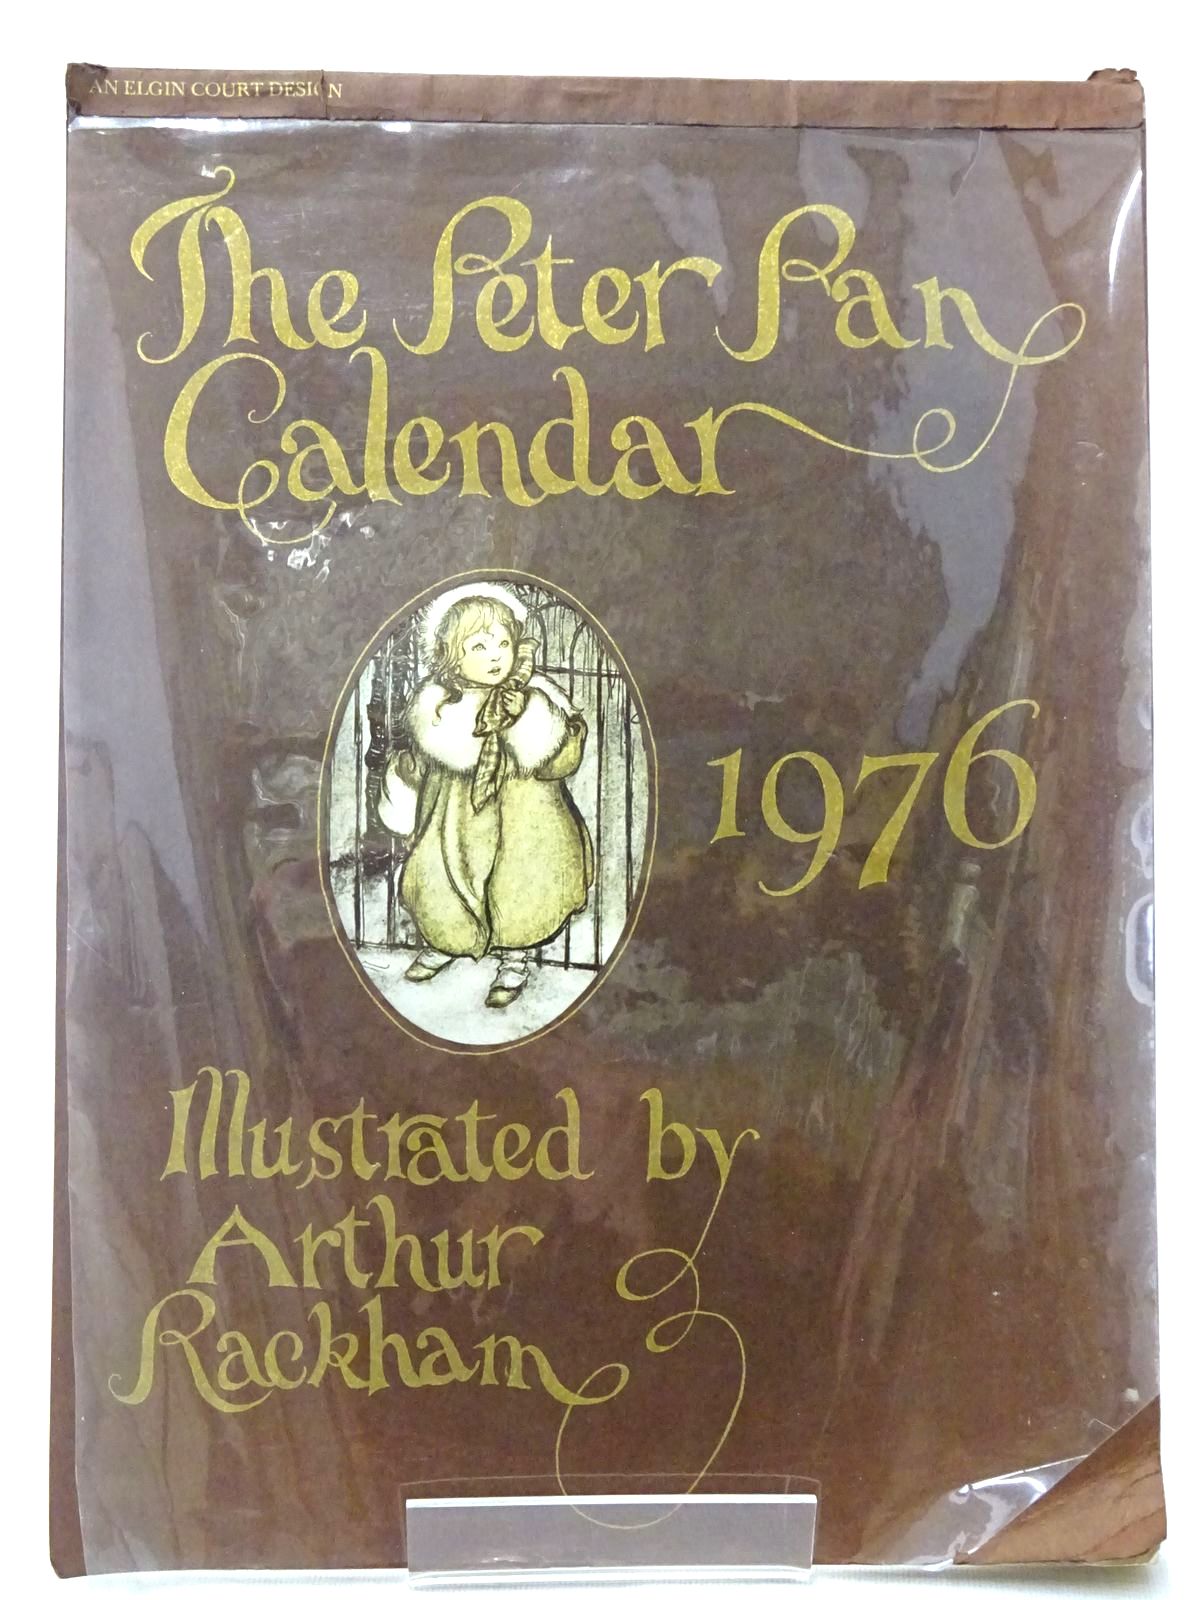 AN ELGIN COURT DESIGN
The Peter Pan
Calendar
1976
Illustrated by
Arthur
Rackham